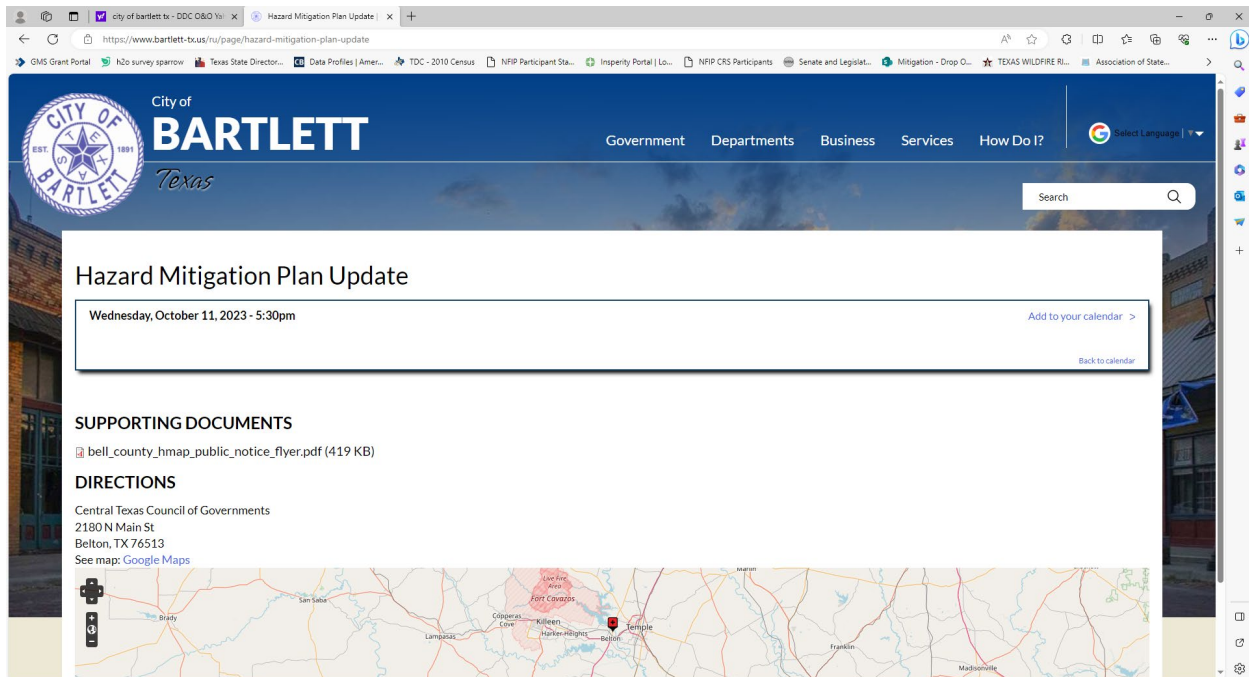 city of bartlett tx - DDC O&O Yah
Hazard Mitigation Plan Update |
https://www.bartlett-tx.us/ru/page/hazard-mitigation-plan-update
GMS Grant Portal h2o survey sparrow Texas State Director... Data Profiles | Amer... TDC - 2010 Census NFIP Participant Sta... Insperity Portal | Lo... NFIP CRS Participants Senate and Legislat... Mitigation - Drop O... TEXAS WILDFIRE RI... Association of State...
CITY OF BARTLETT
TEXAS
EST. 1891
City of
BARTLETT
Texas
Government Departments Business Services How Do I?
Select Language
Search
Hazard Mitigation Plan Update
Wednesday, October 11, 2023 - 5:30pm
Add to your calendar >
Back to calendar
SUPPORTING DOCUMENTS
bell_county_hmap_public_notice_flyer.pdf (419 KB)
DIRECTIONS
Central Texas Council of Governments
2180 N Main St
Belton, TX 76513
See map: Google Maps
Live Fire
Area
Marlin
Fort Cavazos
San Saba
Brady
Copperas
Cove
Killeen
Temple
Harker Heights
Belton
Lampasas
Franklin
Madisonville